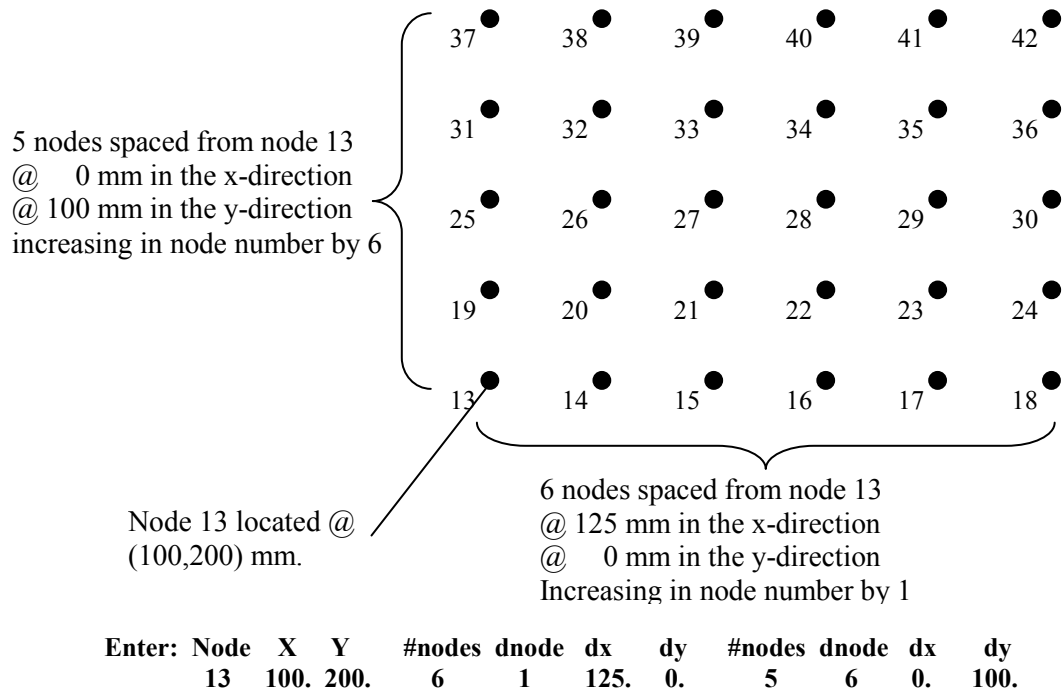 37 38 39 40 41 42
31 32 33 34 35 36
5 nodes spaced from node 13
@ 0 mm in the x-direction
@ 100 mm in the y-direction
increasing in node number by 6
25 26 27 28 29 30
19 20 21 22 23 24
13 14 15 16 17 18
Node 13 located @
(100,200) mm.
6 nodes spaced from node 13
@ 125 mm in the x-direction
@ 0 mm in the y-direction
Increasing in node number by 1
Enter: Node X Y #nodes dnode dx dy #nodes dnode dx dy
13 100. 200. 6 1 125. 0. 5 6 0. 100.